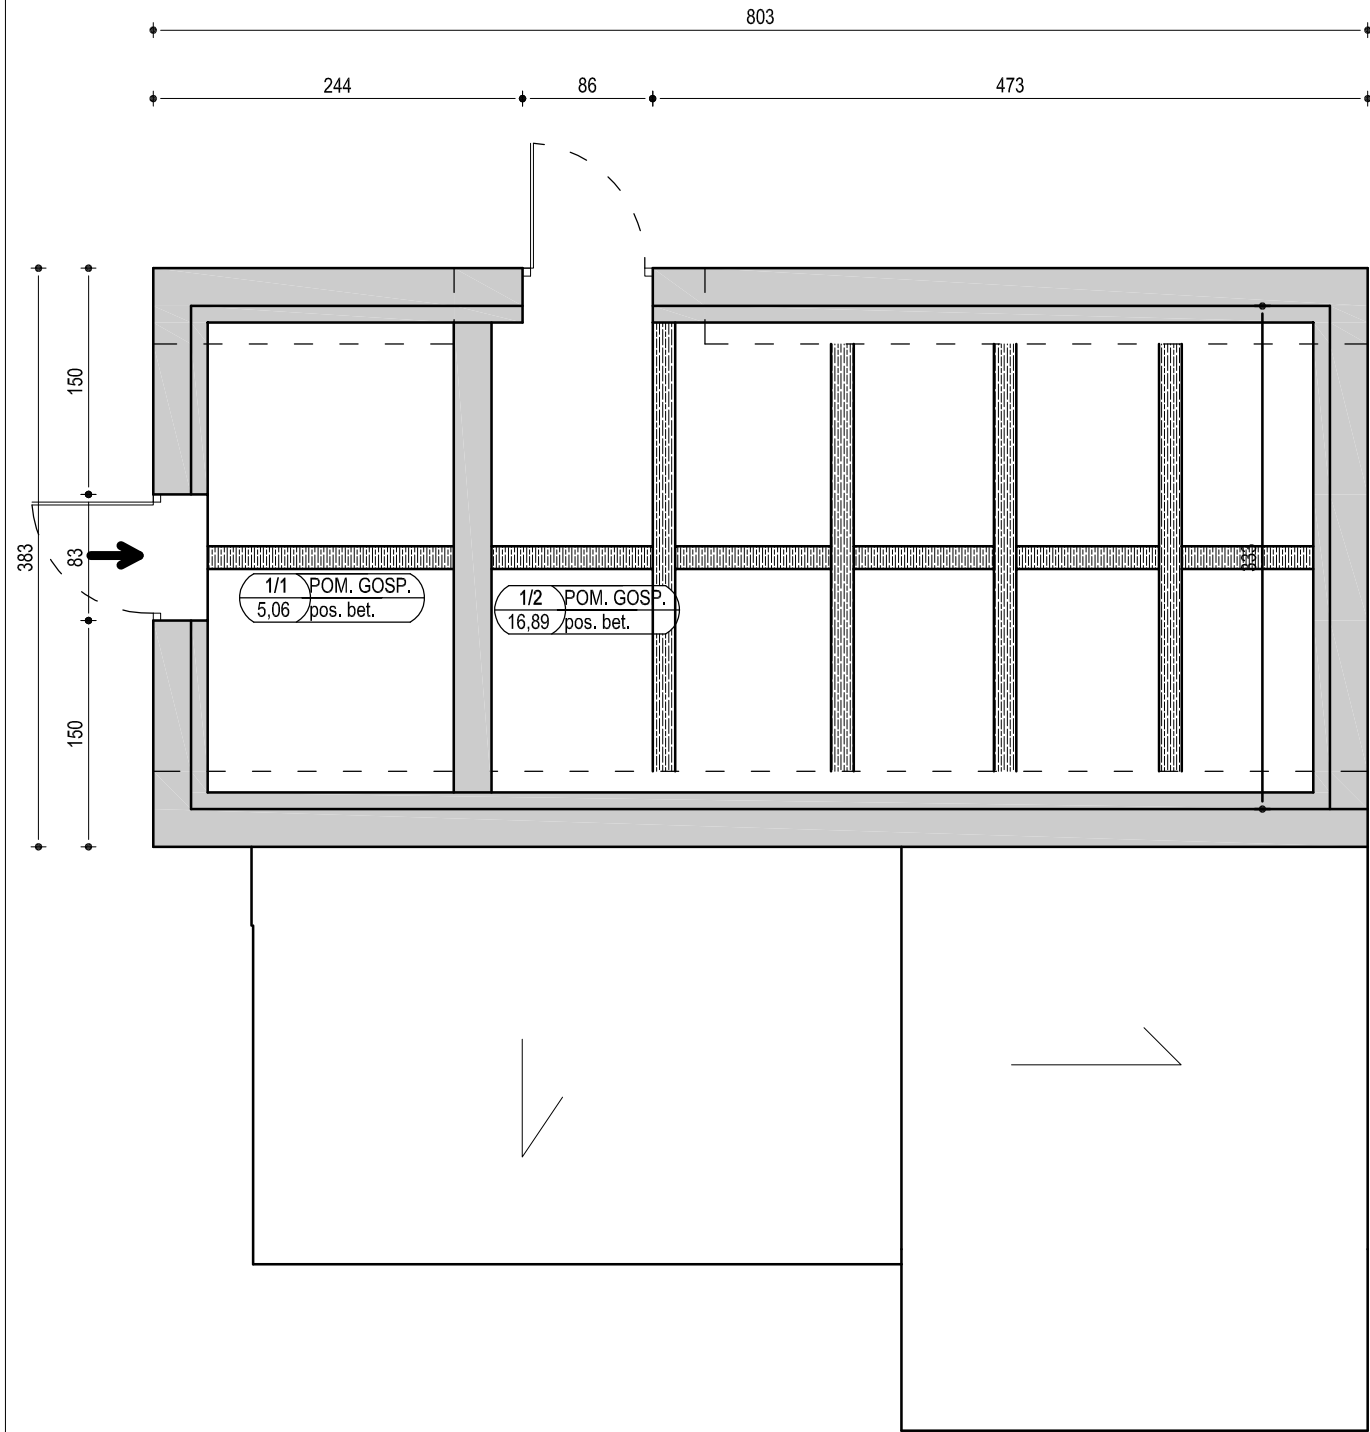 803
244
86
473
150
383
83
150
333
1/1 POM. GOSP.
5,06 pos. bet.
1/2 POM. GOSP.
16,89 pos. bet.